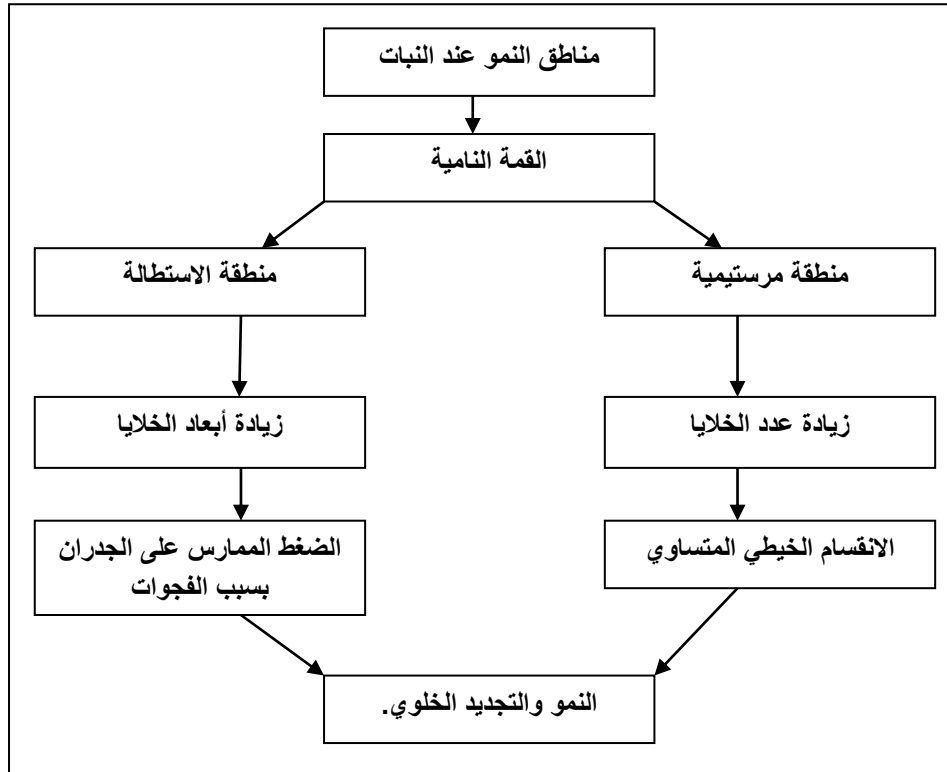 مناطق النمو عند النبات
القمة النامية
منطقة مرستيمية
منطقة الاستطالة
زيادة عدد الخلايا
زيادة أبعاد الخلايا
الانقسام الخيطي المتساوي
الضغط الممارس على الجدران
بسبب الفجوات
النمو والتجديد الخلوي.